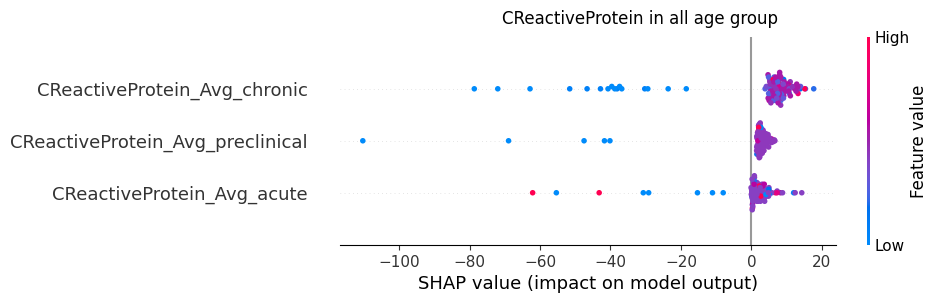 CReactiveProtein in all age group
High
CReactiveProtein_Avg_chronic
CReactiveProtein_Avg_preclinical
CReactiveProtein_Avg_acute
Feature value
Low
−100 −80 −60 −40 −20 0 20
SHAP value (impact on model output)